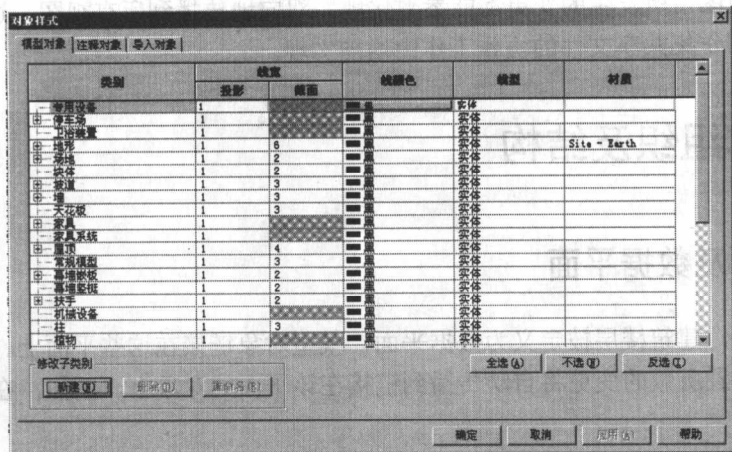 对象样式
模型对象 注释对象 导入对象
类别 线宽 线颜色 线型 材质
投影 截面
专用设备 1 黑 实体
停车场 1 黑 实体
卫浴装置 1 黑 实体
地形 1 6 黑 实体 Site - Earth
场地 1 2 黑 实体
块体 1 2 黑 实体
坡道 1 3 黑 实体
墙 1 3 黑 实体
天花板 1 3 黑 实体
家具 1 黑 实体
家具系统 1 黑 实体
屋顶 1 4 黑 实体
常规模型 1 3 黑 实体
幕墙嵌板 1 2 黑 实体
幕墙竖梃 1 2 黑 实体
扶手 1 2 黑 实体
机械设备 1 黑 实体
柱 1 3 黑 实体
植物 1 黑 实体
修改子类别
全选(A) 不选(E) 反选(I)
新建(N) 删除(D) 重命名(R)
确定 取消 应用(A) 帮助